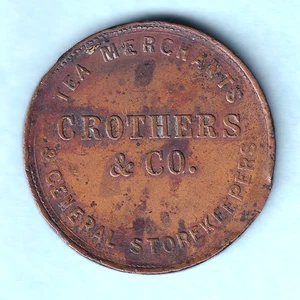 TEA MERCHANTS
CROTHERS
& CO.
& GENERAL STOREKEEPERS